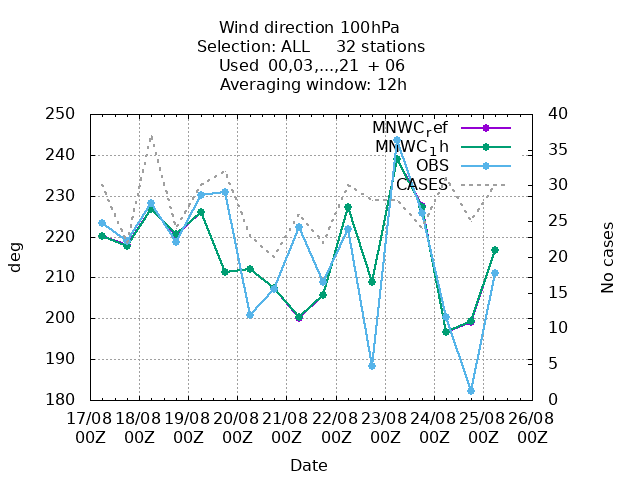 Wind direction 100hPa
Selection: ALL 32 stations
Used 00,03,...,21 + 06
Averaging window: 12h
250
240
230
220
210
200
190
180
deg
40
35
30
25
20
15
10
5
0
No cases
MNWC_ref
MNWC_1h
OBS
CASES
17/08 18/08 19/08 20/08 21/08 22/08 23/08 24/08 25/08 26/08
00Z 00Z 00Z 00Z 00Z 00Z 00Z 00Z 00Z 00Z
Date